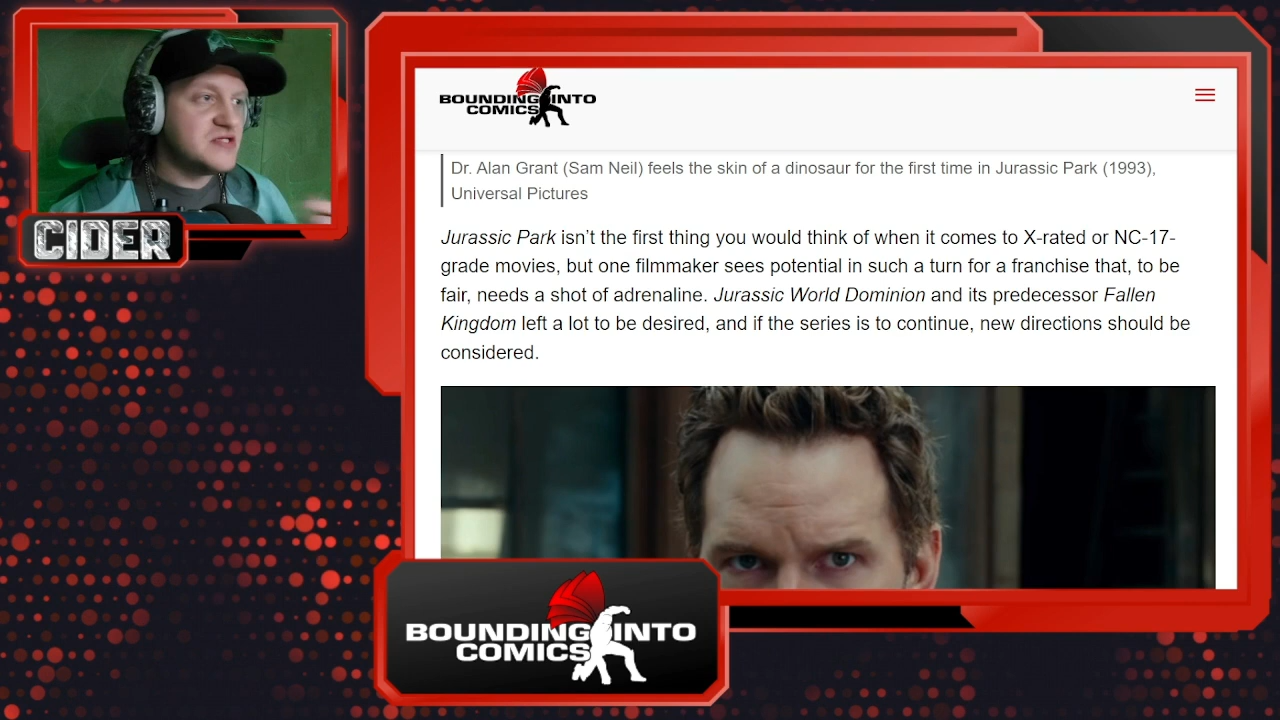 CIDER
BOUNDING INTO
COMICS
Dr. Alan Grant (Sam Neil) feels the skin of a dinosaur for the first time in Jurassic Park (1993),
Universal Pictures
Jurassic Park isn’t the first thing you would think of when it comes to X-rated or NC-17-
grade movies, but one filmmaker sees potential in such a turn for a franchise that, to be
fair, needs a shot of adrenaline. Jurassic World Dominion and its predecessor Fallen
Kingdom left a lot to be desired, and if the series is to continue, new directions should be
considered.
BOUNDING INTO
COMICS